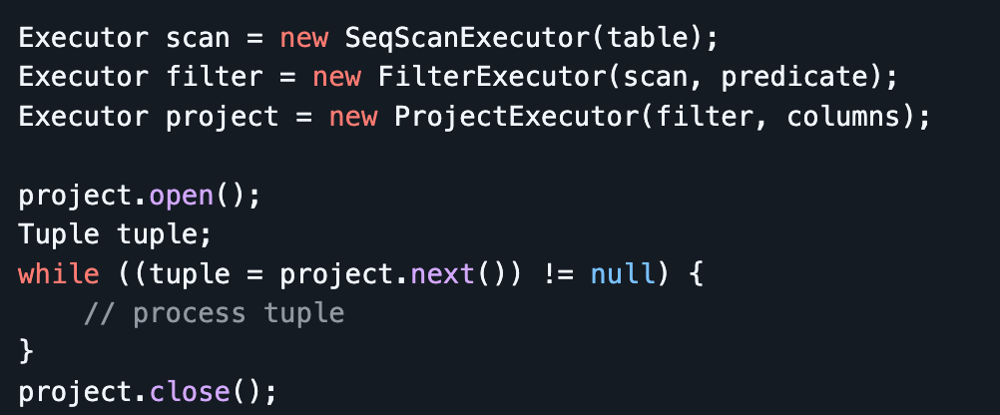 Executor scan = new SeqScanExecutor(table);
Executor filter = new FilterExecutor(scan, predicate);
Executor project = new ProjectExecutor(filter, columns);

project.open();
Tuple tuple;
while ((tuple = project.next()) != null) {
    // process tuple
}
project.close();